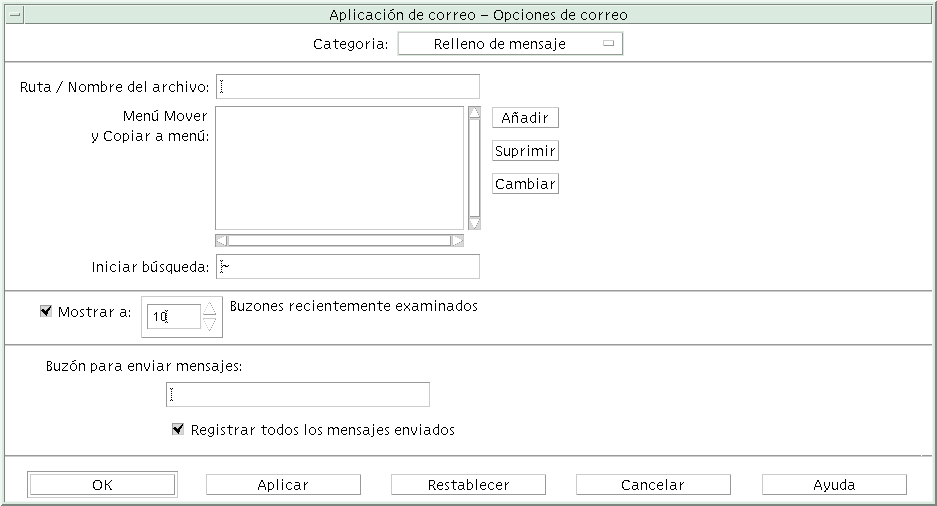 Aplicación de correo – Opciones de correo
Categoria: Relleno de mensaje
Ruta / Nombre del archivo:
Menú Mover
y Copiar a menú:
Añadir
Suprimir
Cambiar
Iniciar búsqueda: ~
Mostrar a: 10 Buzones recientemente examinados
Buzón para enviar mensajes:
Registrar todos los mensajes enviados
OK Aplicar Restablecer Cancelar Ayuda